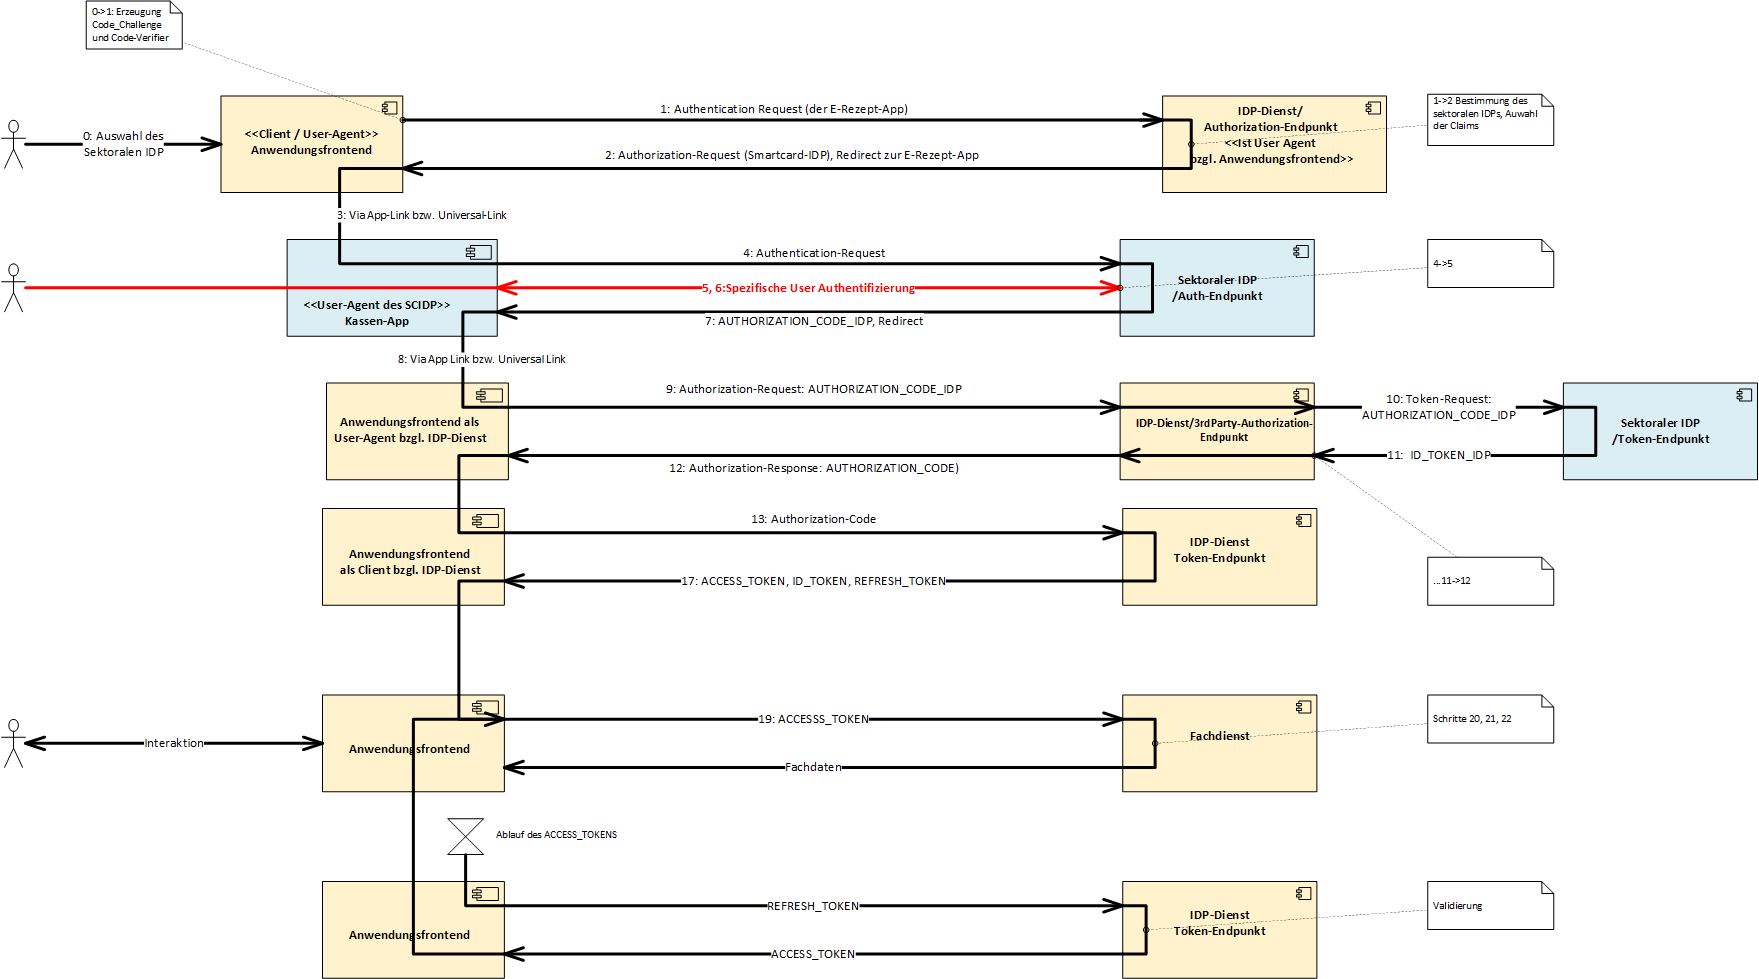 0->1: Erzeugung
Code_Challenge
und Code-Verifier
0: Auswahl des
Sektoralen IDP
<<Client / User-Agent>>
Anwendungsfrontend
1: Authentication Request (der E-Rezept-App)
2: Authorization-Request (Smartcard-IDP), Redirect zur E-Rezept-App
IDP-Dienst/
Authorization-Endpunkt
<<Ist User Agent
bzgl. Anwendungsfrontend>>
1->2 Bestimmung des
sektoralen IDPs, Auwahl
der Claims
3: Via App-Link bzw. Universal-Link
<<User-Agent des SCIDP>>
Kassen-App
4: Authentication-Request
5, 6:Spezifische User Authentifizierung
7: AUTHORIZATION_CODE_IDP, Redirect
Sektoraler IDP
/Auth-Endpunkt
4->5
8: Via App Link bzw. Universal Link
Anwendungsfrontend als
User-Agent bzgl. IDP-Dienst
9: Authorization-Request: AUTHORIZATION_CODE_IDP
12: Authorization-Response: AUTHORIZATION_CODE)
IDP-Dienst/3rdParty-Authorization-
Endpunkt
10: Token-Request:
AUTHORIZATION_CODE_IDP
11: ID_TOKEN_IDP
Sektoraler IDP
/Token-Endpunkt
Anwendungsfrontend
als Client bzgl. IDP-Dienst
13: Authorization-Code
17: ACCESS_TOKEN, ID_TOKEN, REFRESH_TOKEN
IDP-Dienst
Token-Endpunkt
...11->12
Interaktion
Anwendungsfrontend
19: ACCESSS_TOKEN
Fachdaten
Fachdienst
Schritte 20, 21, 22
Ablauf des ACCESS_TOKENS
Anwendungsfrontend
REFRESH_TOKEN
ACCESS_TOKEN
IDP-Dienst
Token-Endpunkt
Validierung